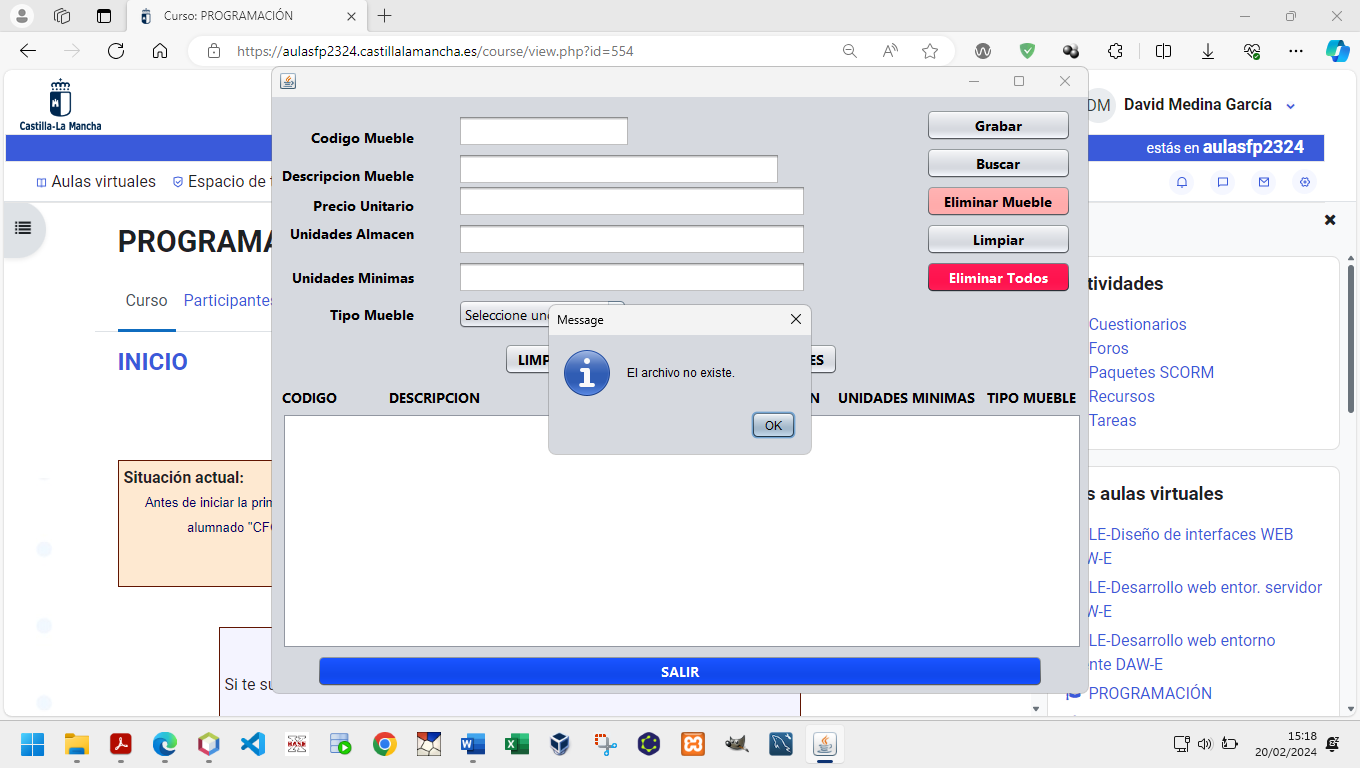 Curso: PROGRAMACIÓN
https://aulasfp2324.castillalamancha.es/course/view.php?id=554
Castilla-La Mancha
DM David Medina García
estás en aulasfp2324
Aulas virtuales
Espacio de
PROGRAMA
Curso
Participantes
INICIO
Situación actual:
Antes de iniciar la prim
alumnado "CF
Si te su
Codigo Mueble
Descripcion Mueble
Precio Unitario
Unidades Almacen
Unidades Minimas
Tipo Mueble
Seleccione un
Grabar
Buscar
Eliminar Mueble
Limpiar
Eliminar Todos
LIMP
ES
Message
El archivo no existe.
OK
CODIGO
DESCRIPCION
N
UNIDADES MINIMAS
TIPO MUEBLE
SALIR
tividades
Cuestionarios
Foros
Paquetes SCORM
Recursos
Tareas
s aulas virtuales
LE-Diseño de interfaces WEB
W-E
LE-Desarrollo web entor. servidor
W-E
LE-Desarrollo web entorno
nte DAW-E
PROGRAMACIÓN
BASE
15:18
20/02/2024